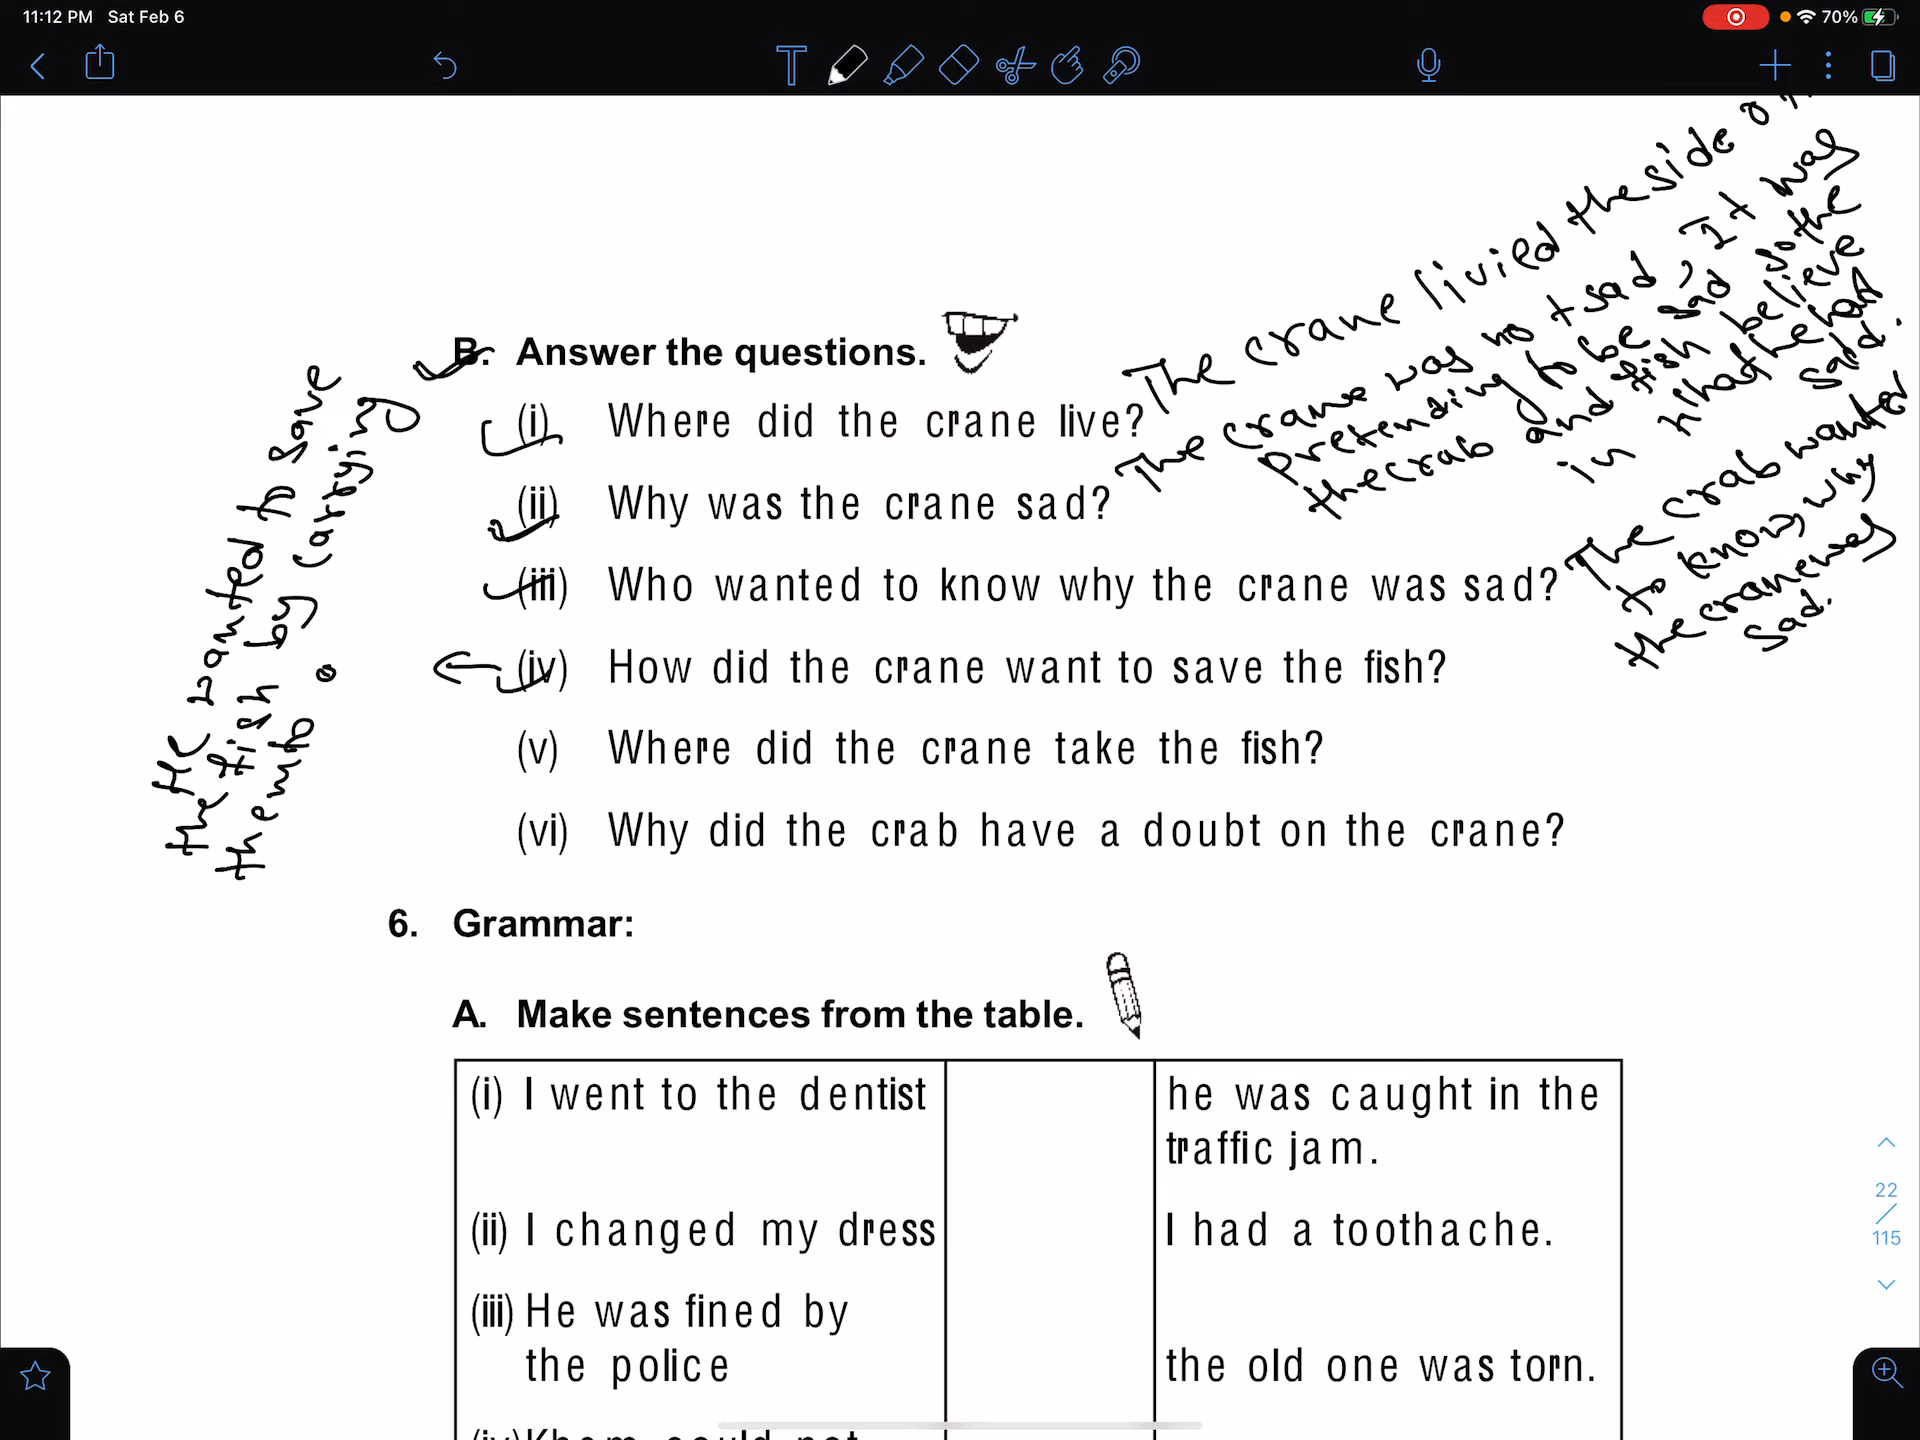 11:12 PM Sat Feb 6
70%
The crane livied the side o
The crane was not sad, It was
pretending to be sad so the
the crab and fish believe
in
sad.
B. Answer the questions.
(i) Where did the crane live?
(ii) Why was the crane sad?
(iii) Who wanted to know why the crane was sad?
The crab wanted
to know, why
the crane was
sad.
(iv) How did the crane want to save the fish?
(v) Where did the crane take the fish?
(vi) Why did the crab have a doubt on the crane?
He wanted to save
the fish by carrying
them to.
6. Grammar:
A. Make sentences from the table.
(i) I went to the dentist
he was caught in the
traffic jam.
(ii) I changed my dress
I had a toothache.
(iii) He was fined by
the police
the old one was torn.
22
/
115